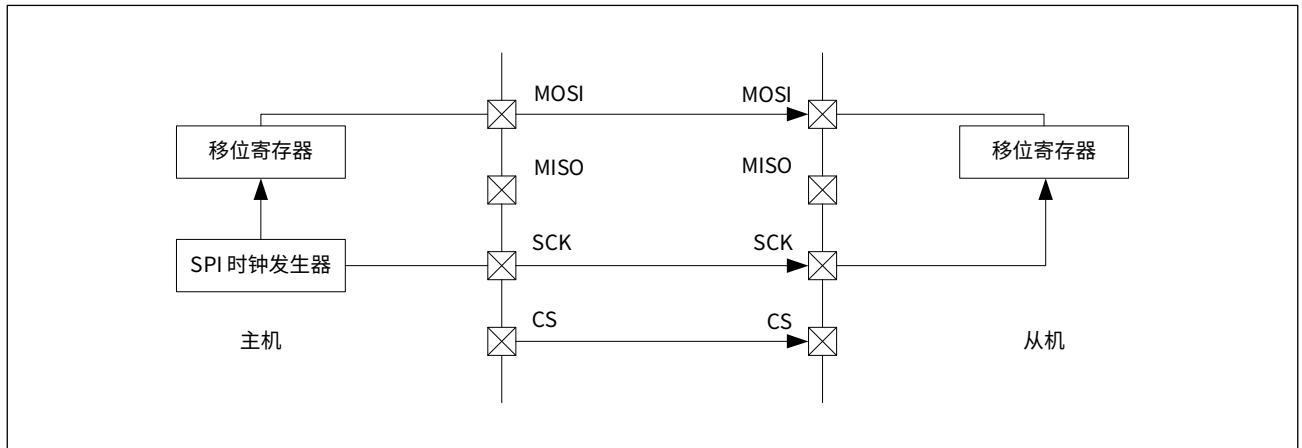 MOSI MOSI
移位寄存器 移位寄存器
MISO MISO
SCK SCK
SPI 时钟发生器
CS CS
主机 从机